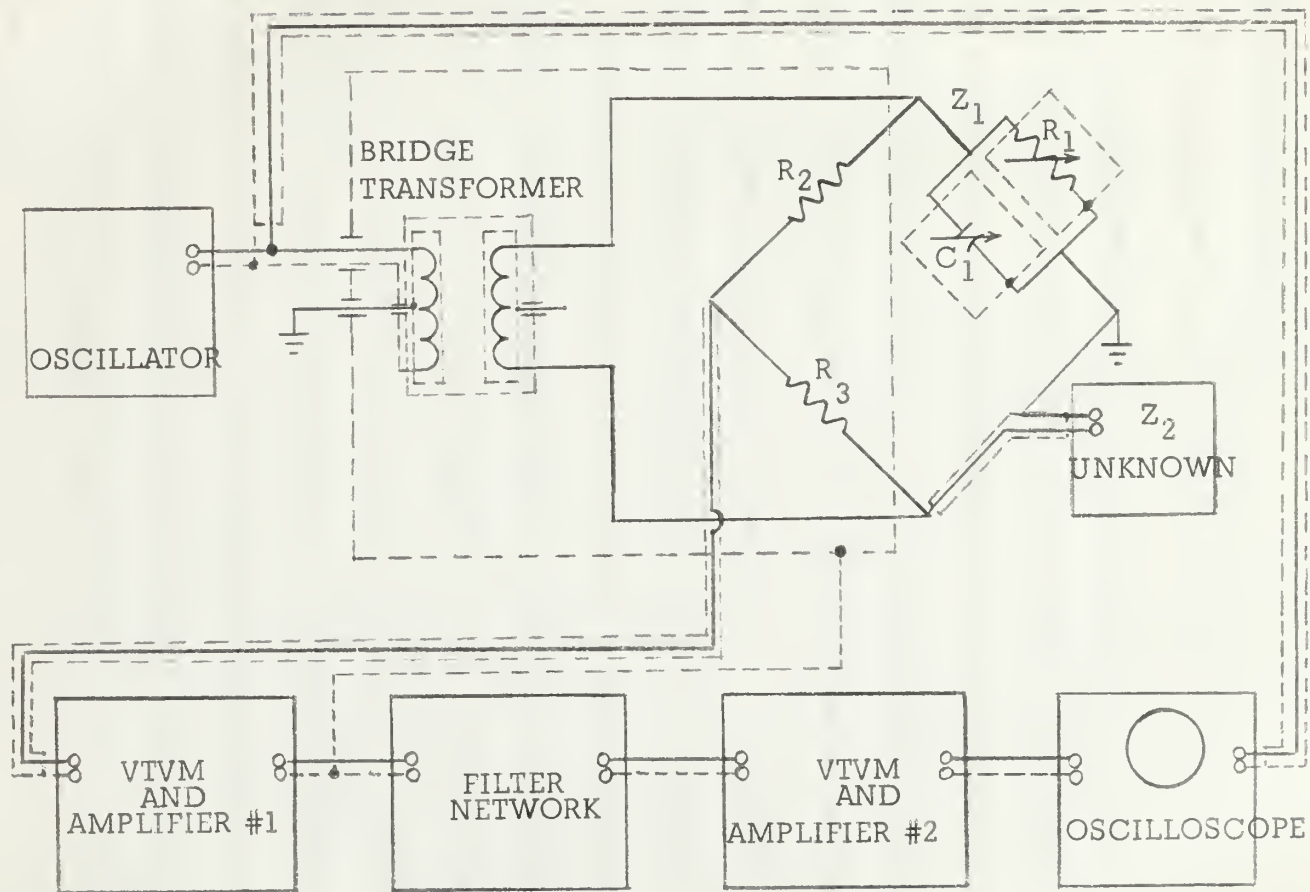 Z1
R1
BRIDGE
TRANSFORMER
R2
C1
OSCILLATOR
R3
Z2
UNKNOWN
VTVM
AND
AMPLIFIER #1
FILTER
NETWORK
VTVM
AND
AMPLIFIER #2
OSCILLOSCOPE